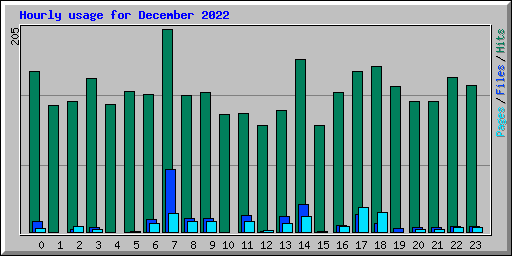 Hourly usage for December 2022
205
Pages/Files/Hits
0 1 2 3 4 5 6 7 8 9 10 11 12 13 14 15 16 17 18 19 20 21 22 23